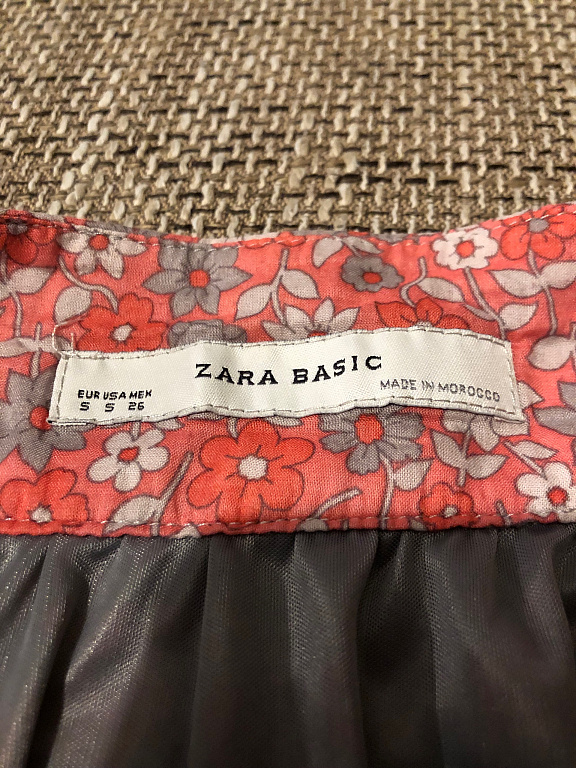 ZARA BASIC
MADE IN MOROCCO
EUR USA MEX
S S 26